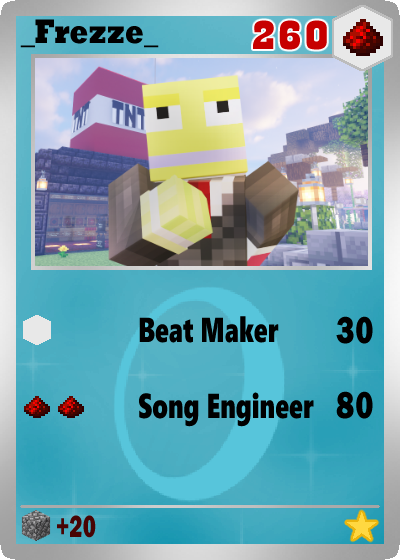 _Frezze_ 260
TNT TNT
Beat Maker 30
Song Engineer 80
+20